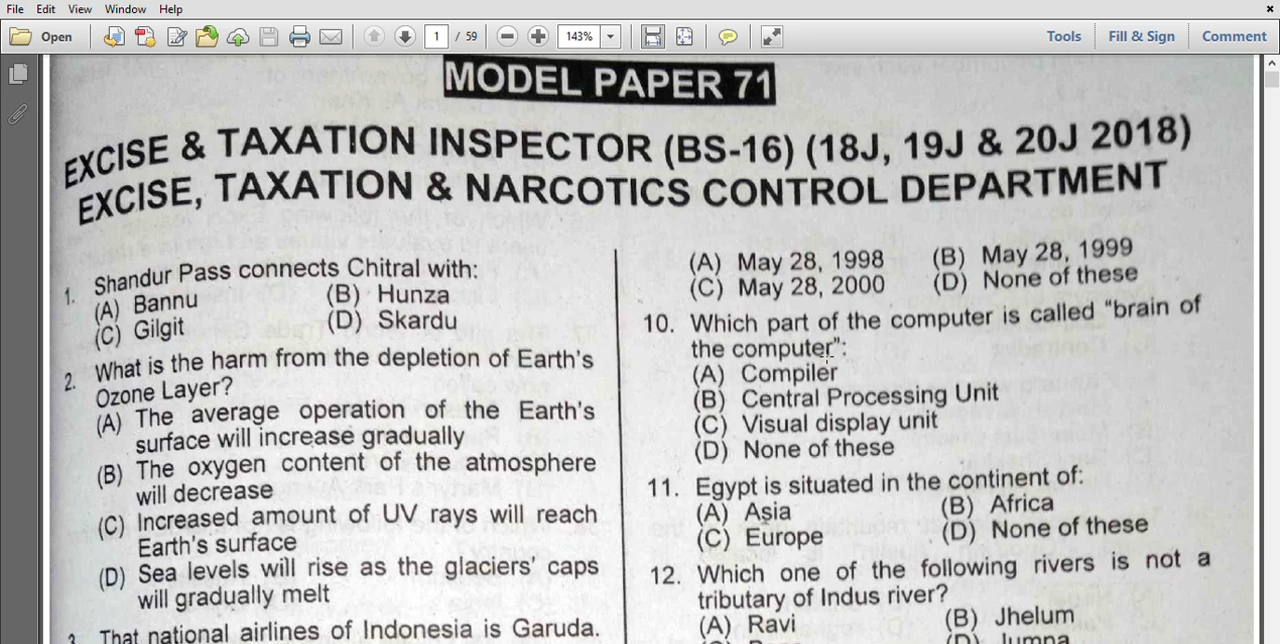 File Edit View Window Help
Open 1 / 59 143% Tools Fill & Sign Comment
MODEL PAPER 71
EXCISE & TAXATION INSPECTOR (BS-16) (18J, 19J & 20J 2018)
EXCISE, TAXATION & NARCOTICS CONTROL DEPARTMENT
1. Shandur Pass connects Chitral with:
(A) Bannu (B) Hunza
(C) Gilgit (D) Skardu
2. What is the harm from the depletion of Earth's
Ozone Layer?
(A) The average operation of the Earth's
surface will increase gradually
(B) The oxygen content of the atmosphere
will decrease
(C) Increased amount of UV rays will reach
Earth's surface
(D) Sea levels will rise as the glaciers' caps
will gradually melt
3. That national airlines of Indonesia is Garuda.
(A) May 28, 1998 (B) May 28, 1999
(C) May 28, 2000 (D) None of these
10. Which part of the computer is called "brain of
the computer":
(A) Compiler
(B) Central Processing Unit
(C) Visual display unit
(D) None of these
11. Egypt is situated in the continent of:
(A) Asia (B) Africa
(C) Europe (D) None of these
12. Which one of the following rivers is not a
tributary of Indus river?
(A) Ravi (B) Jhelum